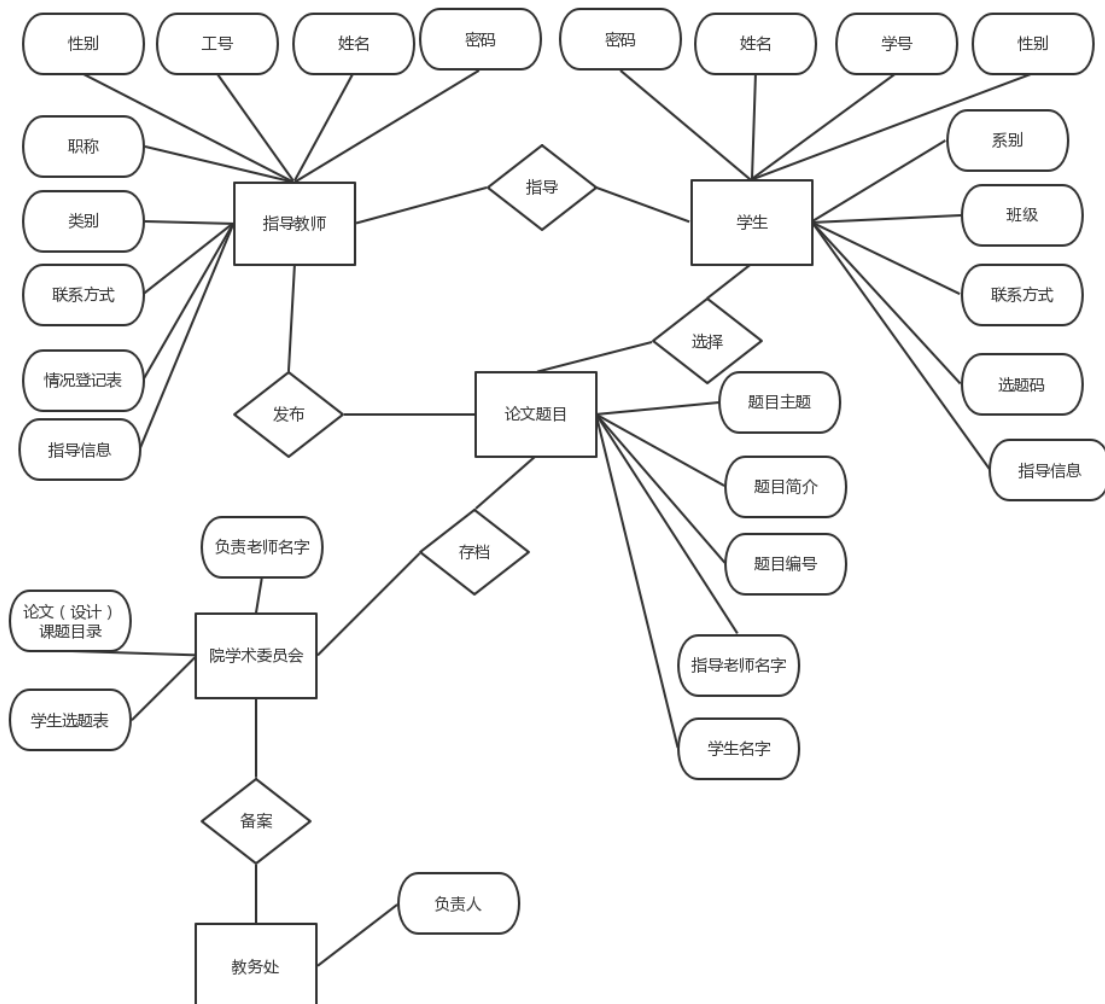 性别
工号
姓名
密码
密码
姓名
学号
性别
职称
系别
指导
类别
指导教师
学生
班级
联系方式
联系方式
选择
情况登记表
选题码
发布
论文题目
题目主题
指导信息
指导信息
题目简介
负责老师名字
存档
题目编号
论文（设计）
课题目录
院学术委员会
指导老师名字
学生选题表
学生名字
备案
负责人
教务处